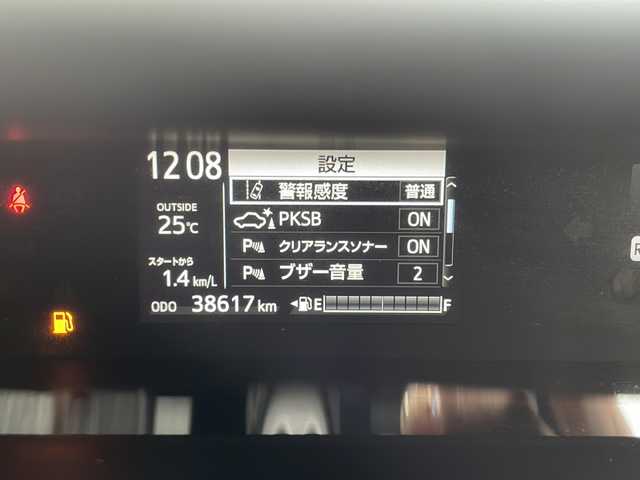 12 08
設定
警報感度 普通
OUTSIDE
25℃
PKSB ON
P クリアランスソナー ON
スタートから
1.4 km/L
P ブザー音量 2
ODO 38617 km E F
R